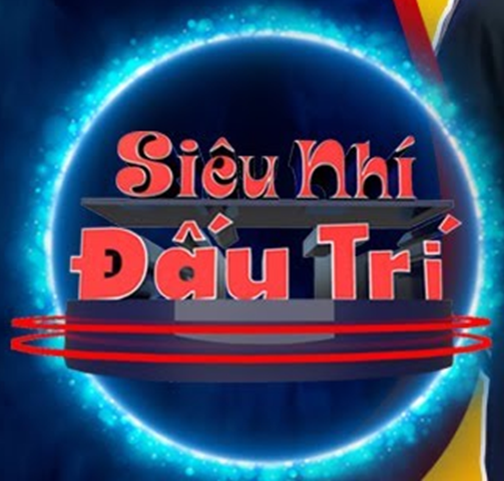 Siêu Nhí
Đấu Trí